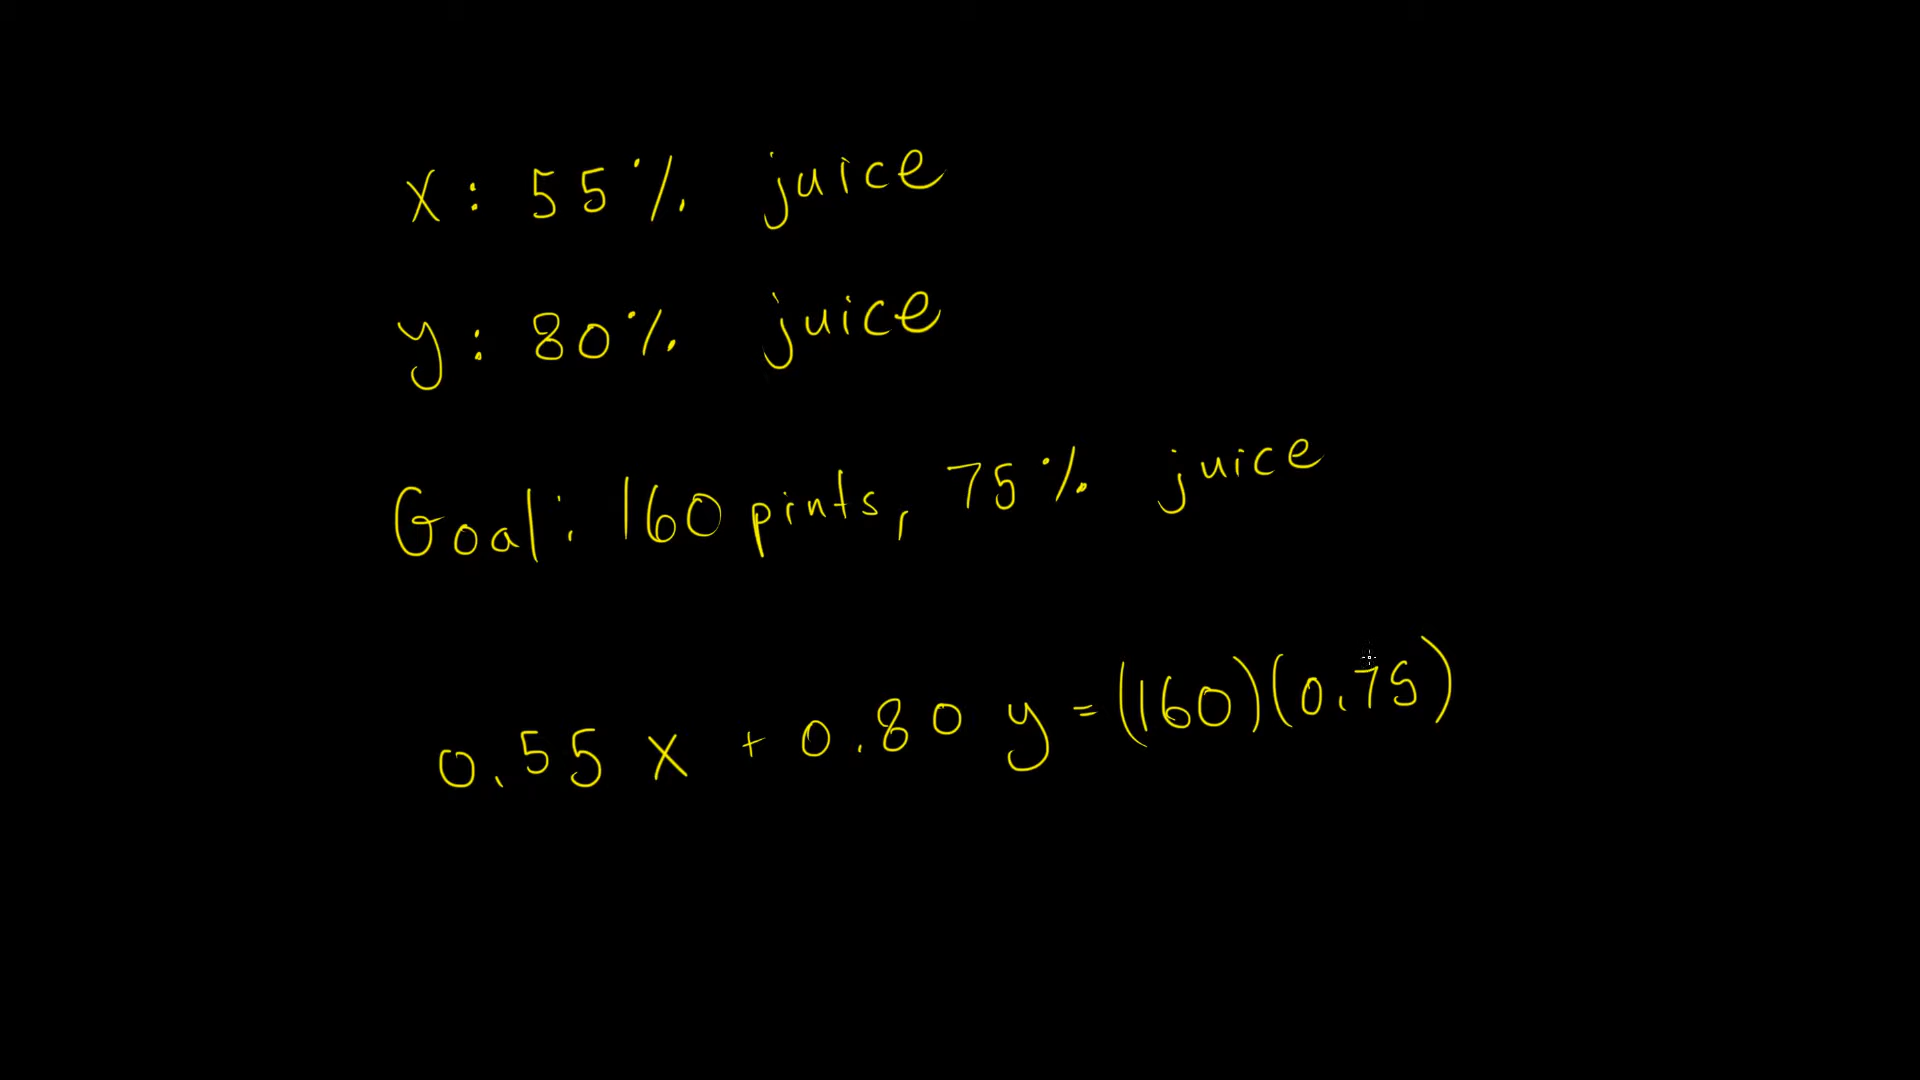 x: 55% juice
y: 80% juice
Goal: 160 pints, 75% juice
0.55 x + 0.80 y = (160)(0.75)